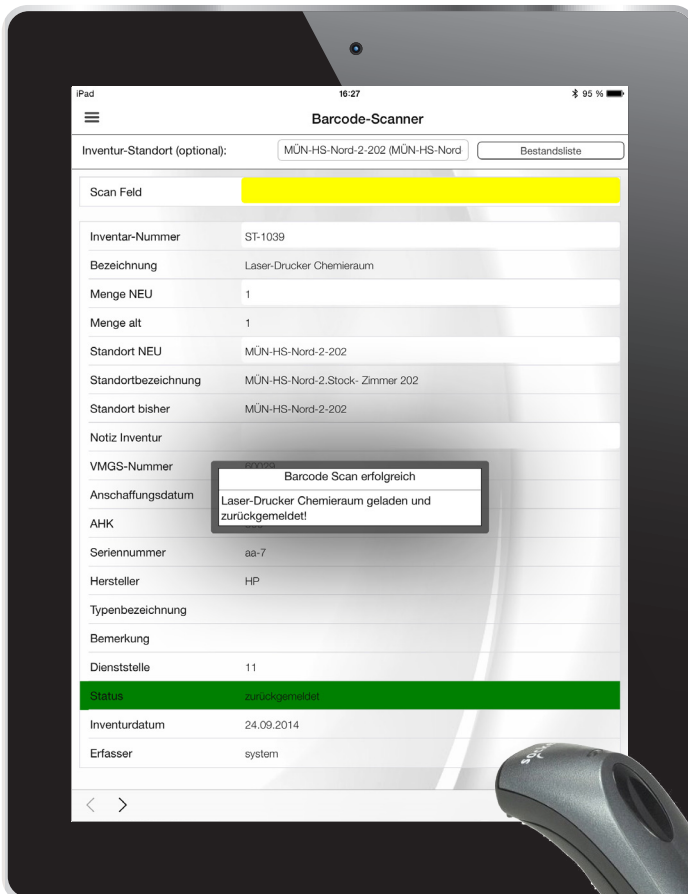 iPad 16:27 95 %
Barcode-Scanner
Inventur-Standort (optional): MÜN-HS-Nord-2-202 (MÜN-HS-Nord Bestandsliste
Scan Feld
Inventar-Nummer ST-1039
Bezeichnung Laser-Drucker Chemieraum
Menge NEU 1
Menge alt 1
Standort NEU MÜN-HS-Nord-2-202
Standortbezeichnung MÜN-HS-Nord-2.Stock- Zimmer 202
Standort bisher MÜN-HS-Nord-2-202
Notiz Inventur
VMGS-Nummer
Barcode Scan erfolgreich
Anschaffungsdatum
Laser-Drucker Chemieraum geladen und
zurückgemeldet!
AHK
Seriennummer aa-7
Hersteller HP
Typenbezeichnung
Bemerkung
Dienststelle 11
Status zurückgemeldet
Inventurdatum 24.09.2014
Erfasser system